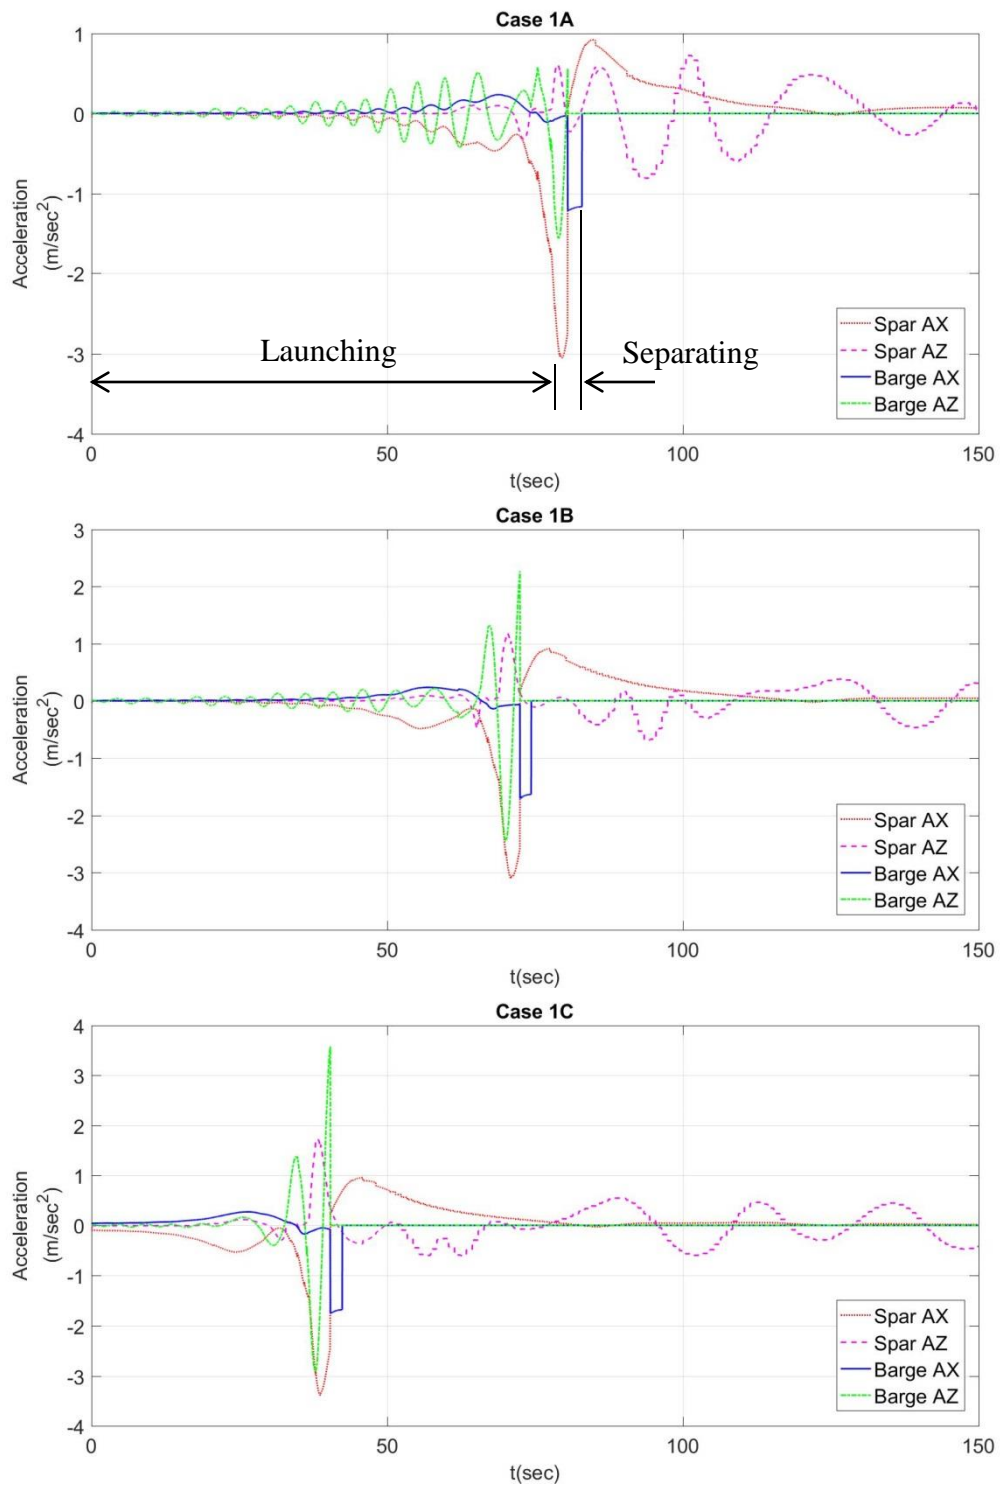 Case 1A
1
0
-1
-2
-3
-4
Acceleration
(m/sec²)
Launching
Separating
Spar AX
Spar AZ
Barge AX
Barge AZ
0
50
100
150
t(sec)
Case 1B
3
2
1
0
-1
-2
-3
-4
Acceleration
(m/sec²)
Spar AX
Spar AZ
Barge AX
Barge AZ
0
50
100
150
t(sec)
Case 1C
4
3
2
1
0
-1
-2
-3
-4
Acceleration
(m/sec²)
Spar AX
Spar AZ
Barge AX
Barge AZ
0
50
100
150
t(sec)